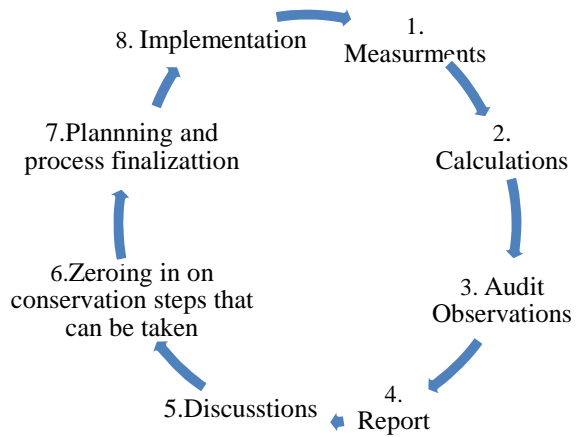 1.
Measurments
2.
Calculations
3. Audit
Observations
4.
Report
5.Discusstions
6.Zeroing in on
conservation steps that
can be taken
7.Plannning and
process finalizattion
8. Implementation